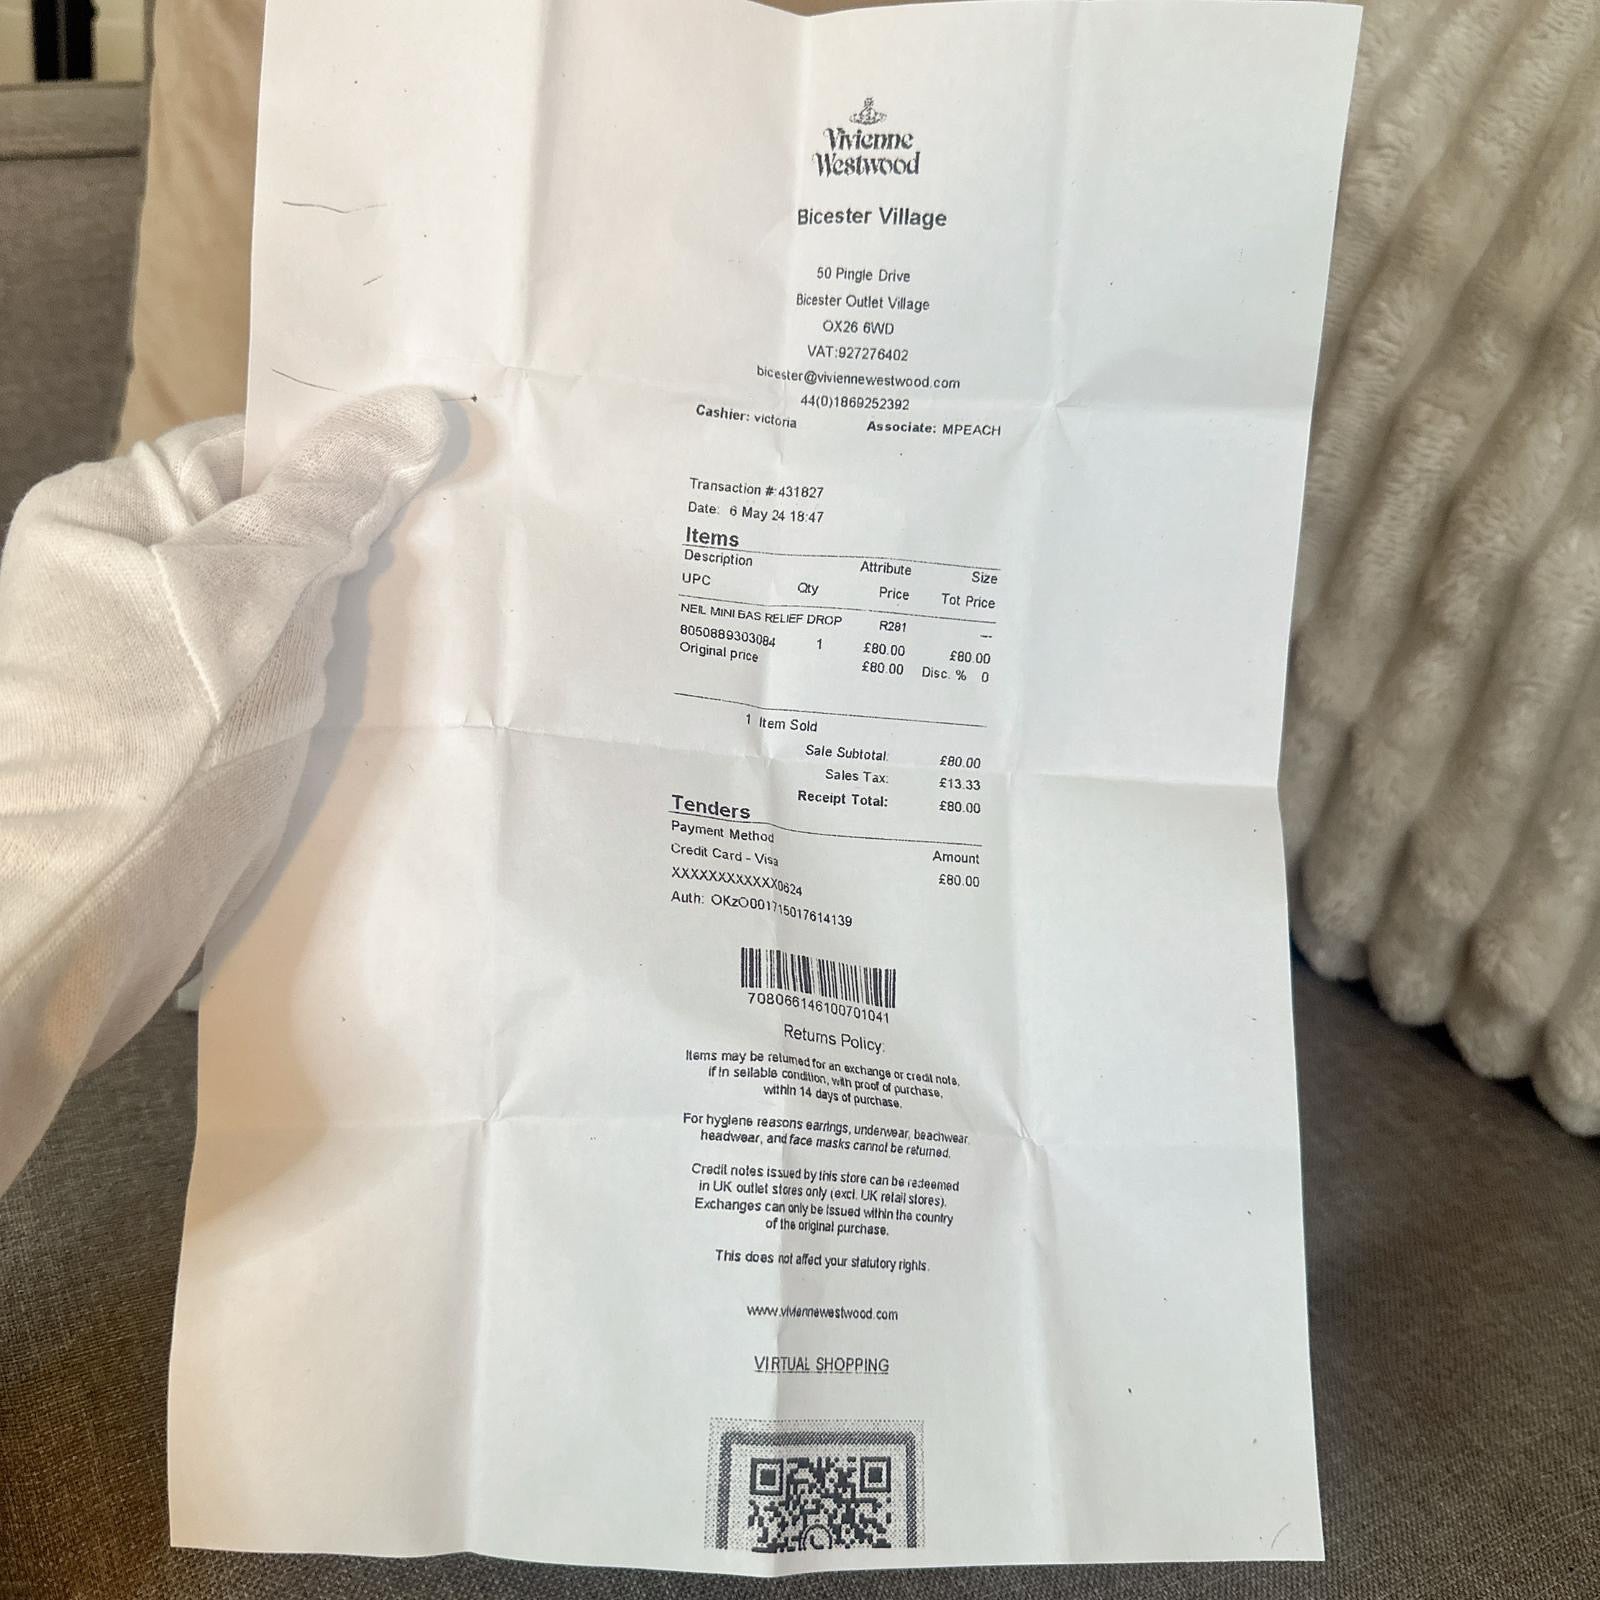 Vivienne
Westwood
Bicester Village
50 Pingle Drive
Bicester Outlet Village
OX26 6WD
VAT:927276402
bicester@viviennewestwood.com
44(0)1869252392
Cashier: victoria Associate: MPEACH
Transaction #:431827
Date: 6 May 24 18:47
Items
Description Attribute Size
UPC Qty Price Tot Price
NEIL MINI BAS RELIEF DROP R281 ---
8050889303084 1 £80.00 £80.00
Original price £80.00 Disc. % 0
1 Item Sold
Sale Subtotal: £80.00
Sales Tax: £13.33
Receipt Total: £80.00
Tenders
Payment Method Amount
Credit Card - Visa £80.00
XXXXXXXXXXXX0624
Auth: OKzO001715017614139
708066146100701041
Returns Policy:
Items may be returned for an exchange or credit note,
if in sellable condition, with proof of purchase,
within 14 days of purchase.
For hygiene reasons earrings, underwear, beachwear,
headwear, and face masks cannot be returned.
Credit notes issued by this store can be redeemed
in UK outlet stores only (excl. UK retail stores).
Exchanges can only be issued within the country
of the original purchase.
This does not affect your statutory rights.
www.viviennewestwood.com
VIRTUAL SHOPPING